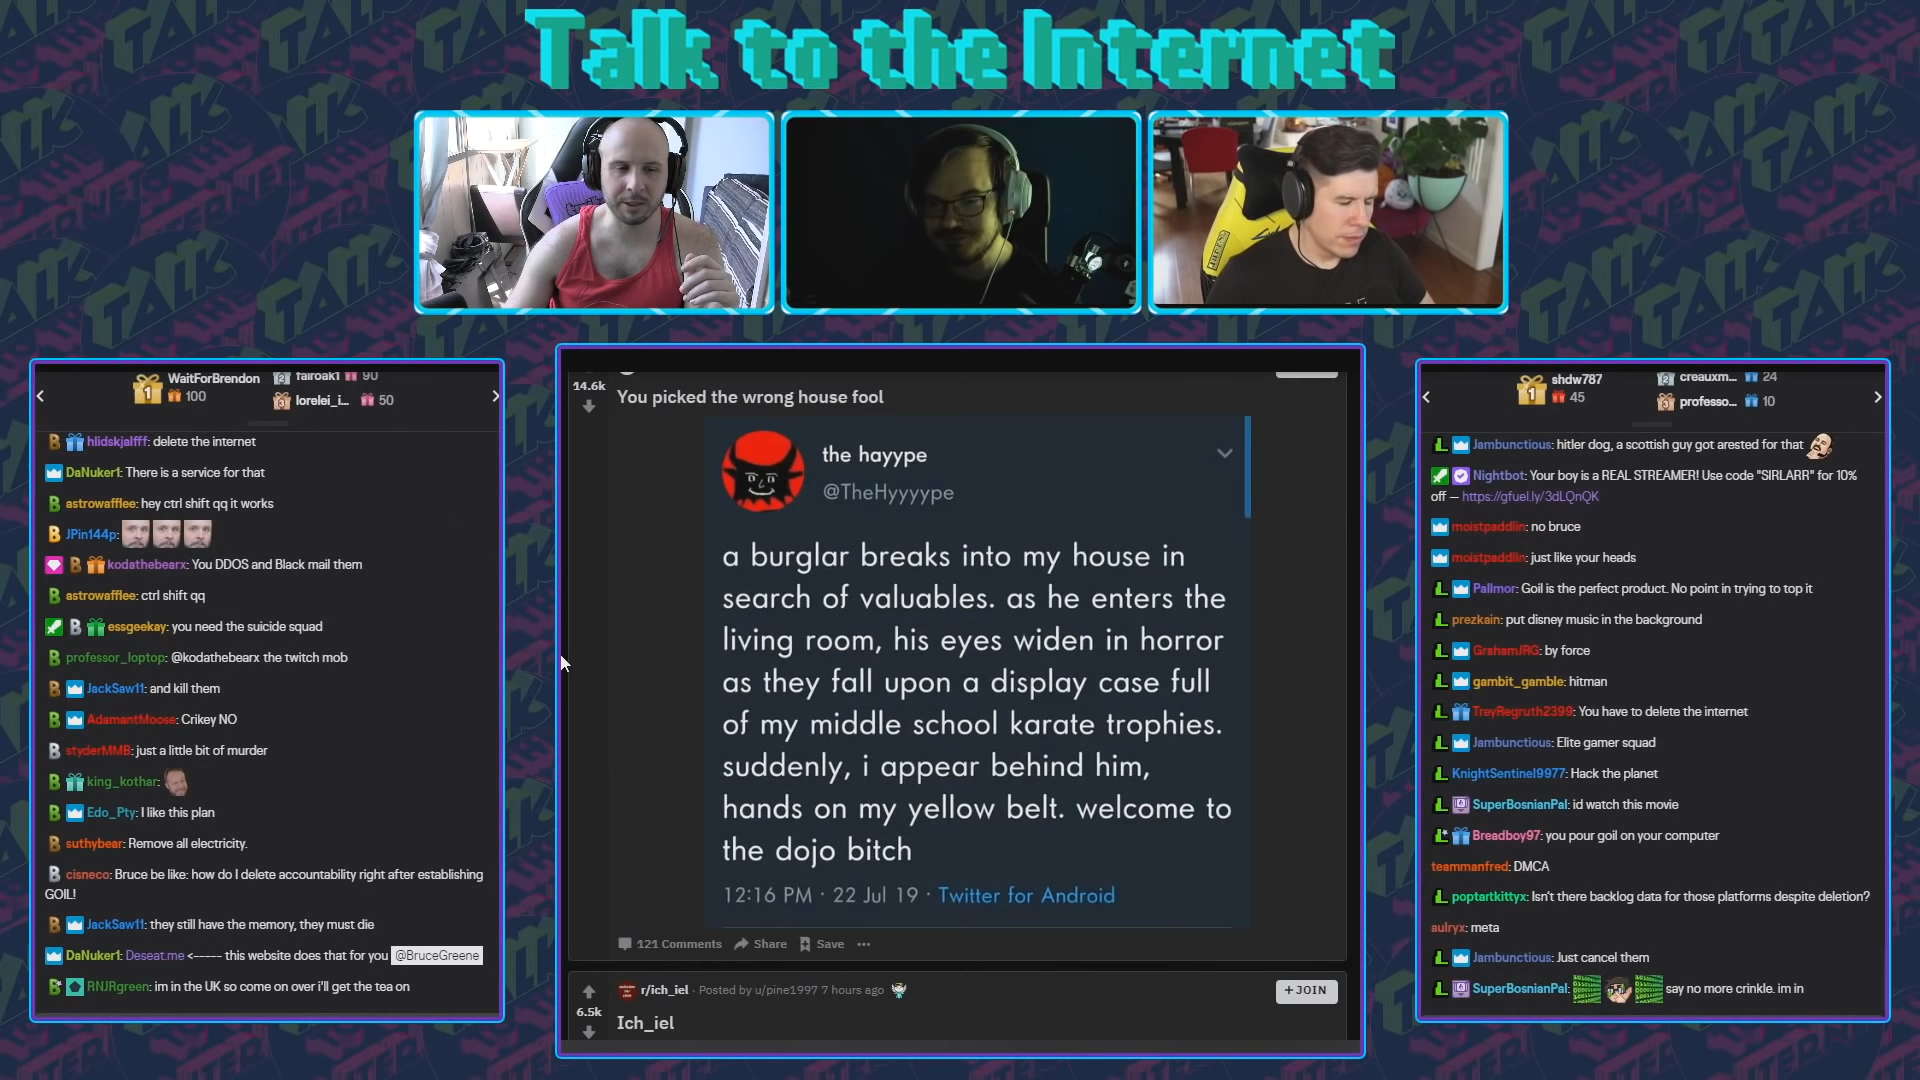 Talk to the Internet
WaitForBrendon
100
fairoak1 90
lorelei_i... 50
hlidskjalfff: delete the internet
DaNuker1: There is a service for that
astrowafflee: hey ctrl shift qq it works
JPin144p:
kodathebearx: You DDOS and Black mail them
astrowafflee: ctrl shift qq
essgeekay: you need the suicide squad
professor_loptop: @kodathebearx the twitch mob
JackSaw11: and kill them
AdamantMoose: Crikey NO
styderMMB: just a little bit of murder
king_kothar:
Edo_Pty: I like this plan
suthybear: Remove all electricity.
cisneco: Bruce be like: how do I delete accountability right after establishing
GOIL!
JackSaw11: they still have the memory, they must die
DaNuker1: Deseat.me <----- this website does that for you @BruceGreene
RNJRgreen: im in the UK so come on over i'll get the tea on
14.6k
You picked the wrong house fool
the hayype
@TheHyyyype
a burglar breaks into my house in
search of valuables. as he enters the
living room, his eyes widen in horror
as they fall upon a display case full
of my middle school karate trophies.
suddenly, i appear behind him,
hands on my yellow belt. welcome to
the dojo bitch
12:16 PM · 22 Jul 19 · Twitter for Android
121 Comments Share Save ...
r/ich_iel · Posted by u/pine1997 7 hours ago
+ JOIN
6.5k
Ich_iel
shdw787
45
creauxm... 24
professo... 10
Jambunctious: hitler dog, a scottish guy got arested for that
Nightbot: Your boy is a REAL STREAMER! Use code "SIRLARR" for 10%
off — https://gfuel.ly/3dLQnQK
moistpaddlin: no bruce
moistpaddlin: just like your heads
Pallmor: Goil is the perfect product. No point in trying to top it
prezkain: put disney music in the background
GrahamJRG: by force
gambit_gamble: hitman
TreyRegruth2399: You have to delete the internet
Jambunctious: Elite gamer squad
KnightSentinel9977: Hack the planet
SuperBosnianPal: id watch this movie
Breadboy97: you pour goil on your computer
teammanfred: DMCA
poptartkittyx: Isn't there backlog data for those platforms despite deletion?
aulryx: meta
Jambunctious: Just cancel them
SuperBosnianPal: say no more crinkle. im in